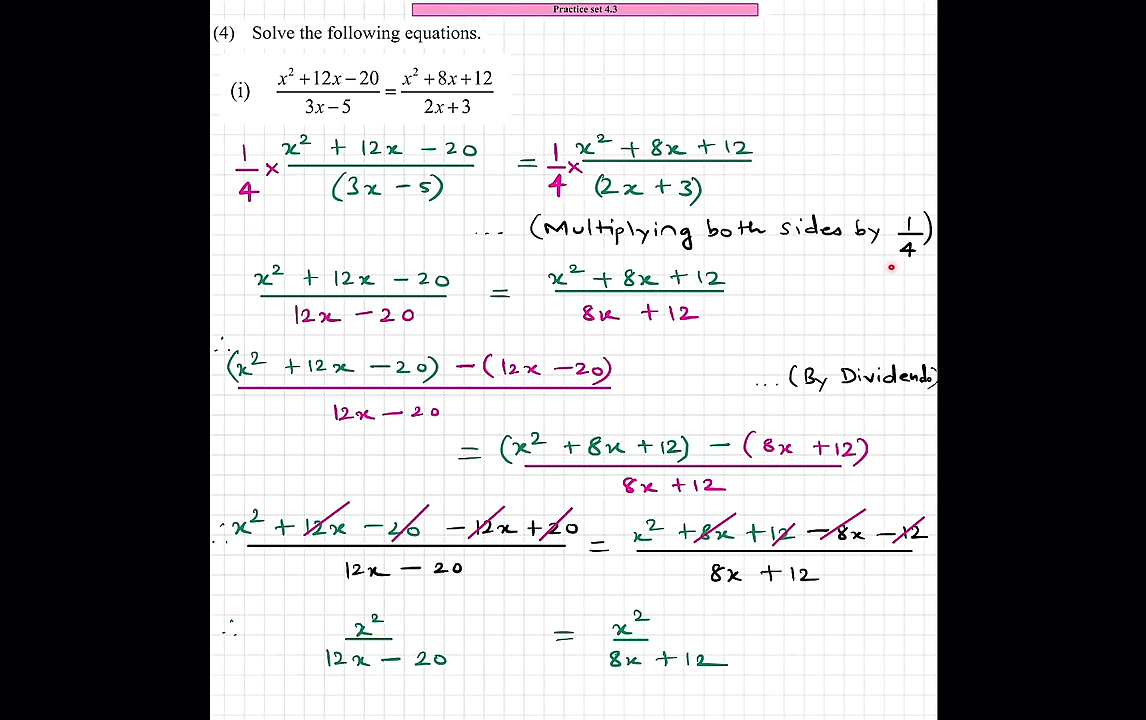 Practice set 4.3
(4) Solve the following equations.
(i) (x² + 12x − 20)/(3x − 5) = (x² + 8x + 12)/(2x + 3)
1/4 × (x² + 12x − 20)/(3x − 5) = 1/4 × (x² + 8x + 12)/(2x + 3)
... (Multiplying both sides by 1/4)
(x² + 12x − 20)/(12x − 20) = (x² + 8x + 12)/(8x + 12)
∴ ((x² + 12x − 20) − (12x − 20))/(12x − 20) ... (By Dividendo)
= ((x² + 8x + 12) − (8x + 12))/(8x + 12)
∴ (x² + 12x − 20 − 12x + 20)/(12x − 20) = (x² + 8x + 12 − 8x − 12)/(8x + 12)
∴ x²/(12x − 20) = x²/(8x + 12)